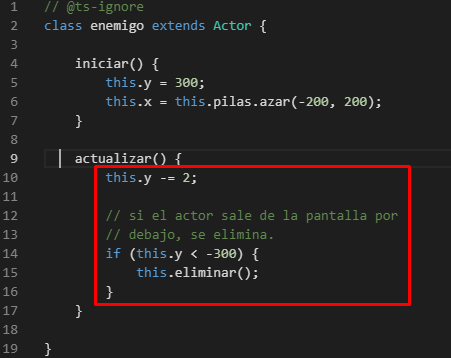 1 // @ts-ignore
2 class enemigo extends Actor {
3
4 iniciar() {
5 this.y = 300;
6 this.x = this.pilas.azar(-200, 200);
7 }
8
9 actualizar() {
10 this.y -= 2;
11
12 // si el actor sale de la pantalla por
13 // debajo, se elimina.
14 if (this.y < -300) {
15 this.eliminar();
16 }
17 }
18
19 }